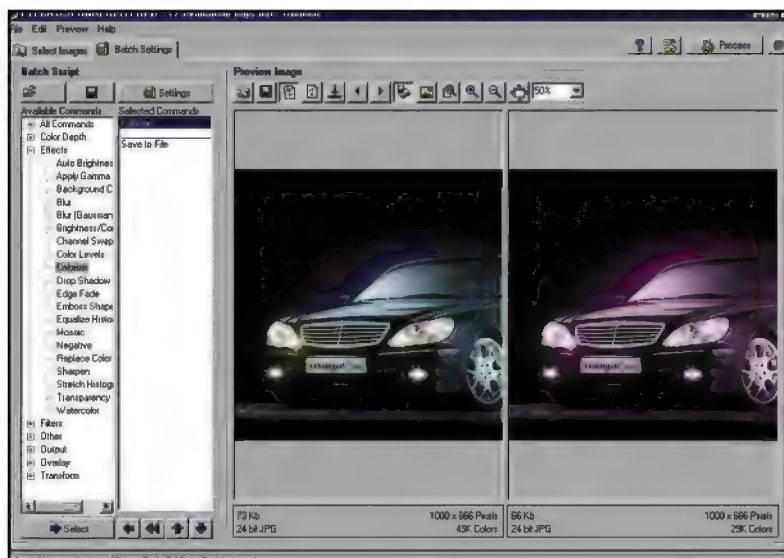 File Edit Preview Help
Select Images Batch Settings
Process
Batch Script
Settings
Available Commands
All Commands
Color Depth
Effects
Auto Brightnes
Apply Gamma
Background C
Blur
Blur (Gaussian
Brightness/Co
Channel Swap
Color Levels
Colorize
Drop Shadow
Edge Fade
Emboss Shape
Equalize Histo
Mosaic
Negative
Replace Color
Sharpen
Stretch Histog
Transparency
Watercolor
Filters
Other
Output
Overlay
Transform
Select
Selected Commands
Save to File
Preview Image
50%
73 Kb 1000 x 666 Pixels
24 bit JPG 49K Colors
66 Kb 1000 x 666 Pixels
24 bit JPG 29K Colors